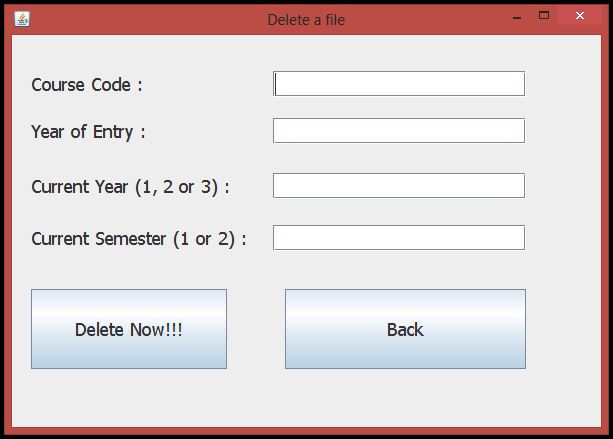 Delete a file
Course Code :
Year of Entry :
Current Year (1, 2 or 3) :
Current Semester (1 or 2) :
Delete Now!!! Back